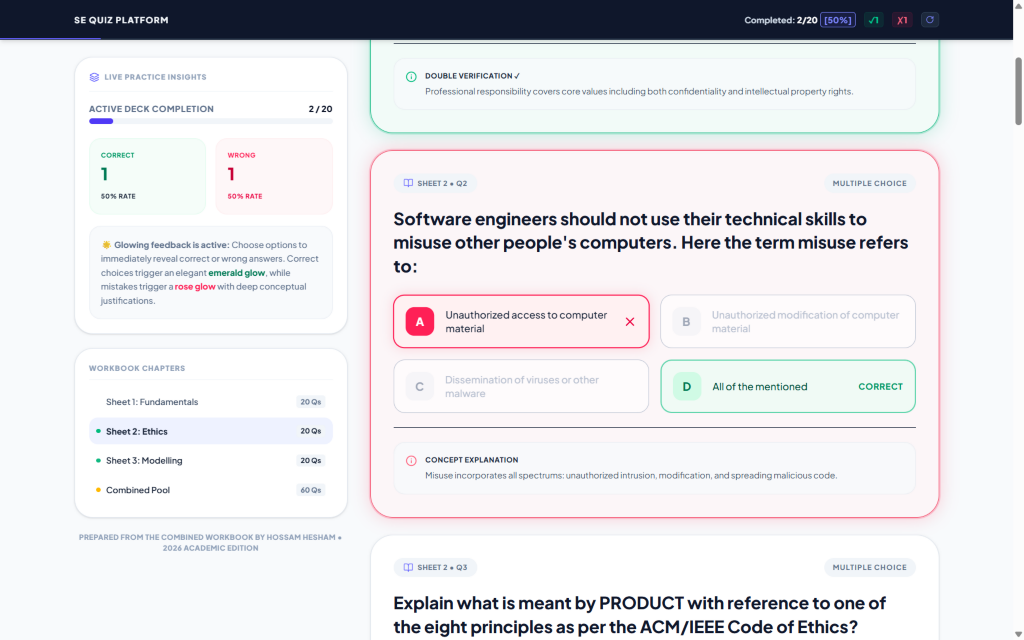 SE QUIZ PLATFORM
Completed: 2/20 [50%] ✓1 ✗1
LIVE PRACTICE INSIGHTS
ACTIVE DECK COMPLETION 2 / 20
CORRECT
1
50% RATE
WRONG
1
50% RATE
Glowing feedback is active: Choose options to
immediately reveal correct or wrong answers. Correct
choices trigger an elegant emerald glow, while
mistakes trigger a rose glow with deep conceptual
justifications.
WORKBOOK CHAPTERS
Sheet 1: Fundamentals 20 Qs
Sheet 2: Ethics 20 Qs
Sheet 3: Modelling 20 Qs
Combined Pool 60 Qs
PREPARED FROM THE COMBINED WORKBOOK BY HOSSAM HESHAM •
2026 ACADEMIC EDITION
DOUBLE VERIFICATION ✓
Professional responsibility covers core values including both confidentiality and intellectual property rights.
SHEET 2 • Q2 MULTIPLE CHOICE
Software engineers should not use their technical skills to
misuse other people's computers. Here the term misuse refers
to:
A Unauthorized access to computer
material
B Unauthorized modification of computer
material
C Dissemination of viruses or other
malware
D All of the mentioned CORRECT
CONCEPT EXPLANATION
Misuse incorporates all spectrums: unauthorized intrusion, modification, and spreading malicious code.
SHEET 2 • Q3 MULTIPLE CHOICE
Explain what is meant by PRODUCT with reference to one of
the eight principles as per the ACM/IEEE Code of Ethics?